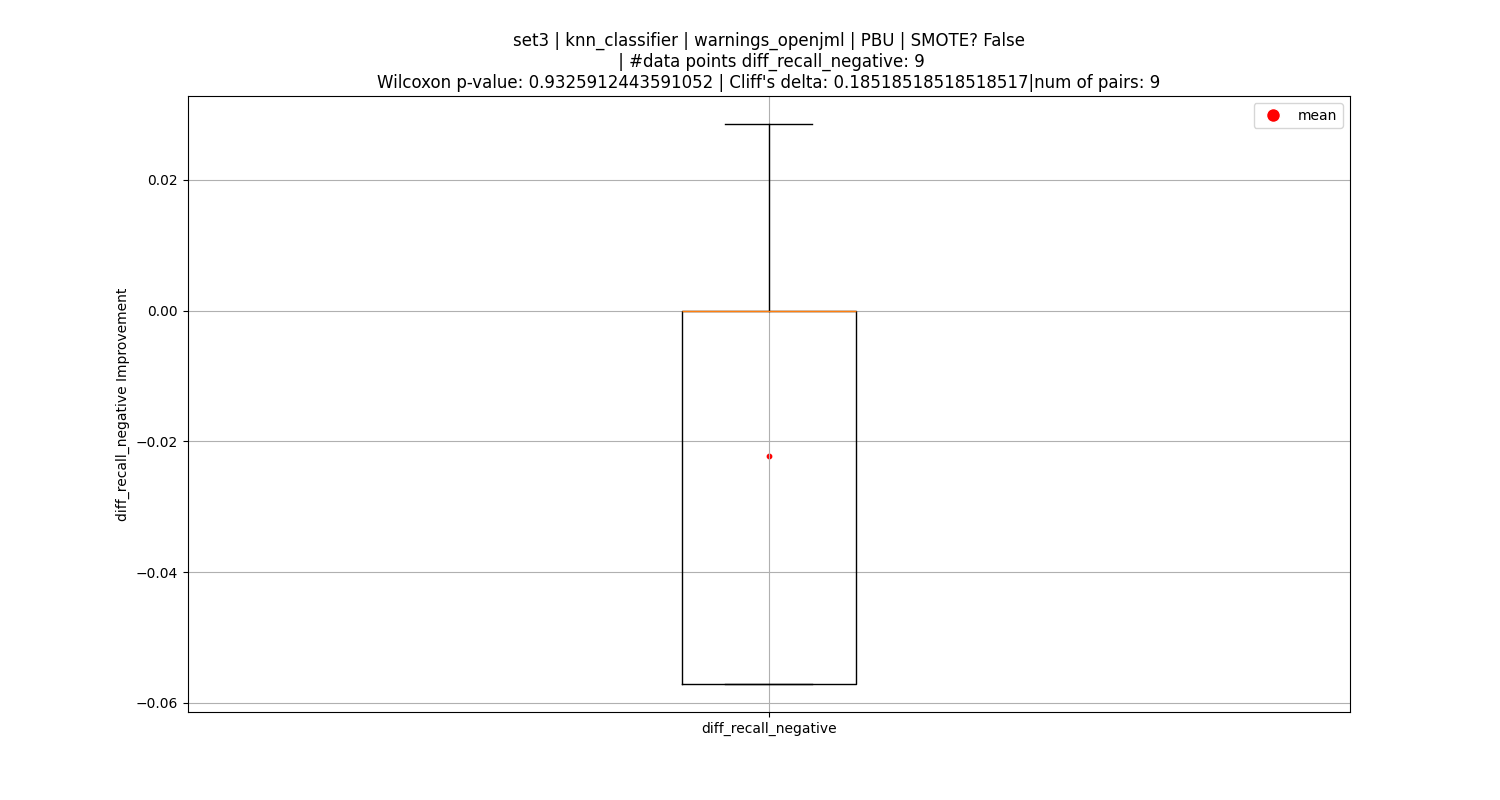 set3 | knn_classifier | warnings_openjml | PBU | SMOTE? False
| #data points diff_recall_negative: 9
Wilcoxon p-value: 0.9325912443591052 | Cliff's delta: 0.18518518518518517|num of pairs: 9
mean
0.02
0.00
−0.02
−0.04
−0.06
diff_recall_negative Improvement
diff_recall_negative